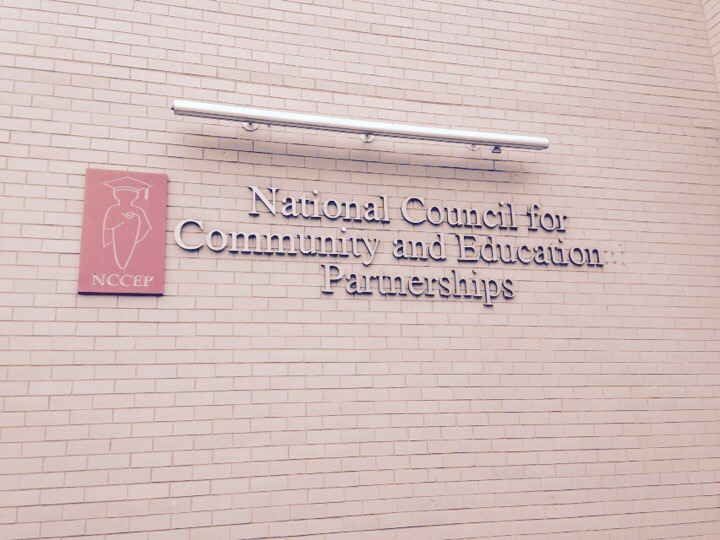 National Council for
Community and Education
Partnerships
NCCEP